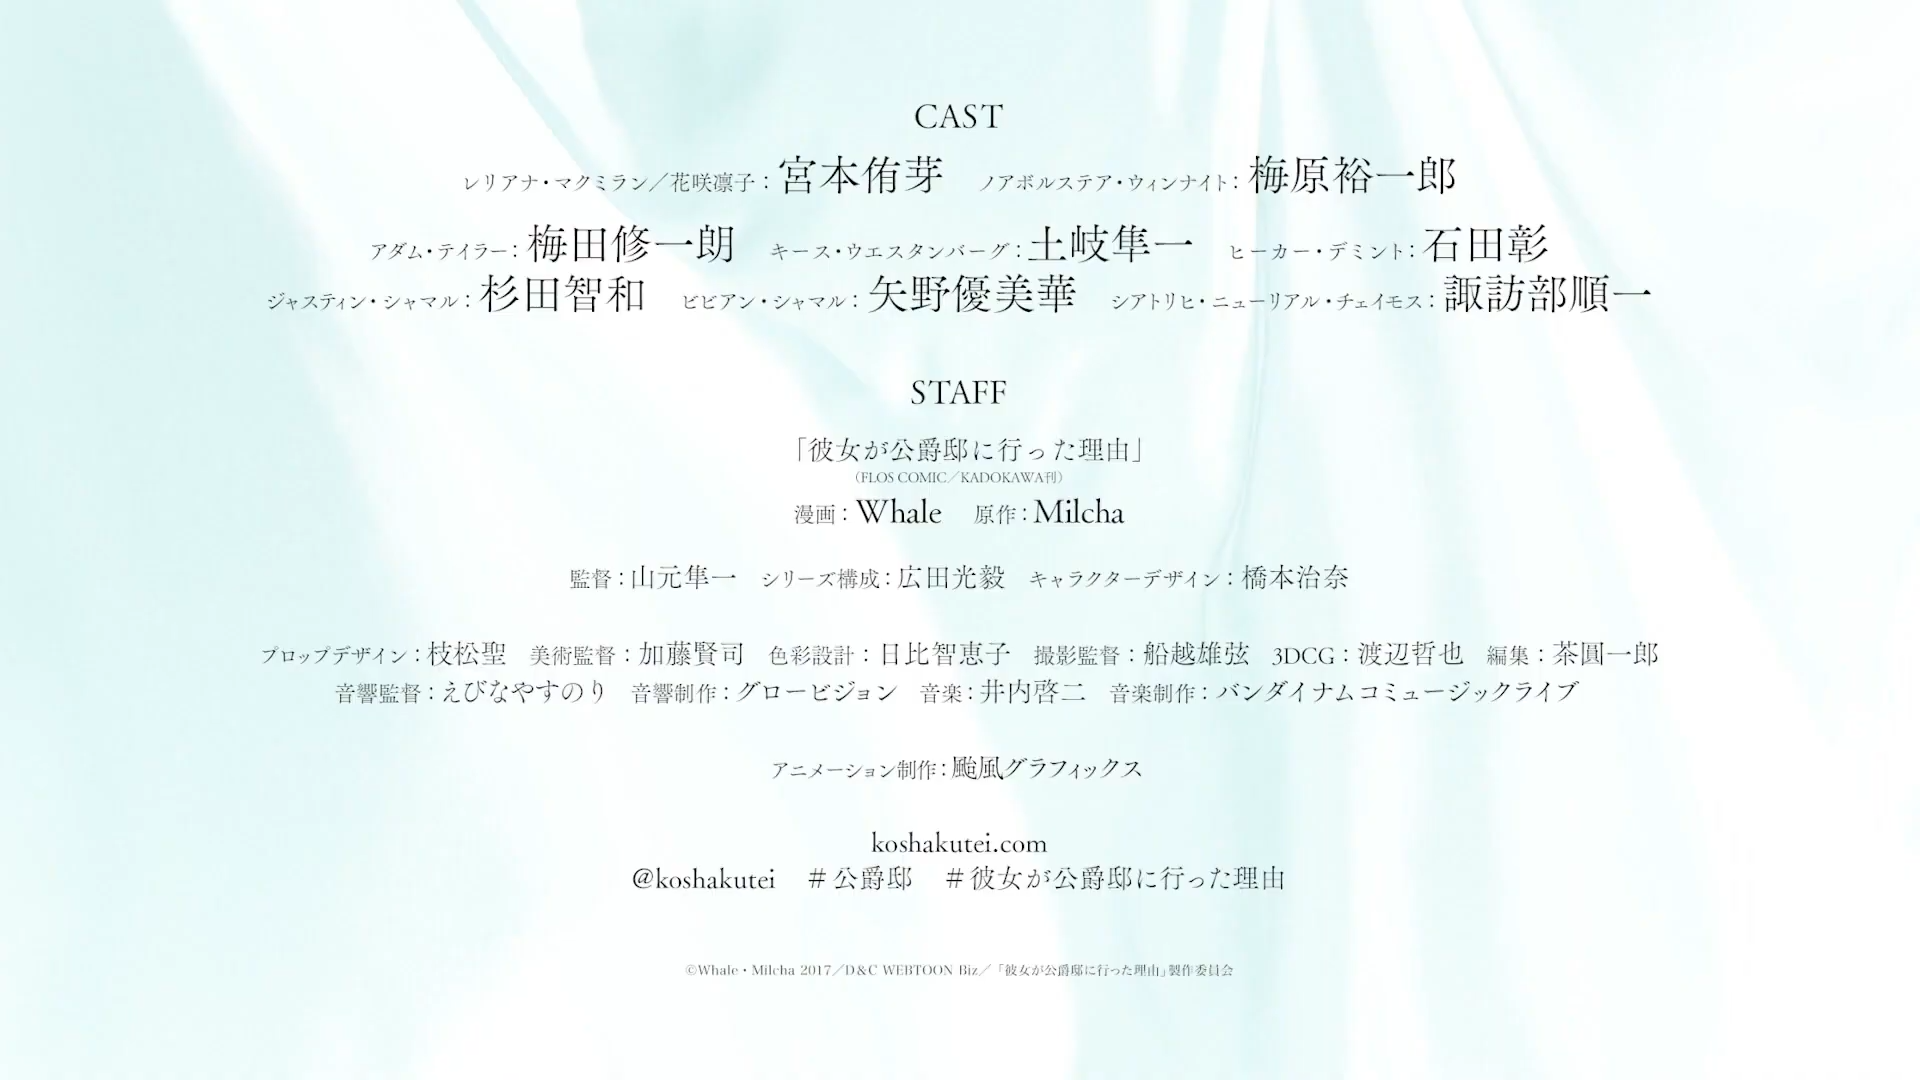 CAST
レリアナ・マクミラン／花咲凛子：宮本侑芽　ノアボルステア・ウィンナイト：梅原裕一郎
アダム・テイラー：梅田修一朗　キース・ウエスタンバーグ：土岐隼一　ヒーカー・デミント：石田彰
ジャスティン・シャマル：杉田智和　ビビアン・シャマル：矢野優美華　シアトリヒ・ニューリアル・チェイモス：諏訪部順一
STAFF
「彼女が公爵邸に行った理由」
（FLOS COMIC／KADOKAWA刊）
漫画：Whale　原作：Milcha
監督：山元隼一　シリーズ構成：広田光毅　キャラクターデザイン：橋本治奈
プロップデザイン：枝松聖　美術監督：加藤賢司　色彩設計：日比智恵子　撮影監督：船越雄弦　3DCG：渡辺哲也　編集：茶圓一郎
音響監督：えびなやすのり　音響制作：グロービジョン　音楽：井内啓二　音楽制作：バンダイナムコミュージックライブ
アニメーション制作：颱風グラフィックス
koshakutei.com
@koshakutei　＃公爵邸　＃彼女が公爵邸に行った理由
©Whale・Milcha 2017／D&C WEBTOON Biz／「彼女が公爵邸に行った理由」製作委員会